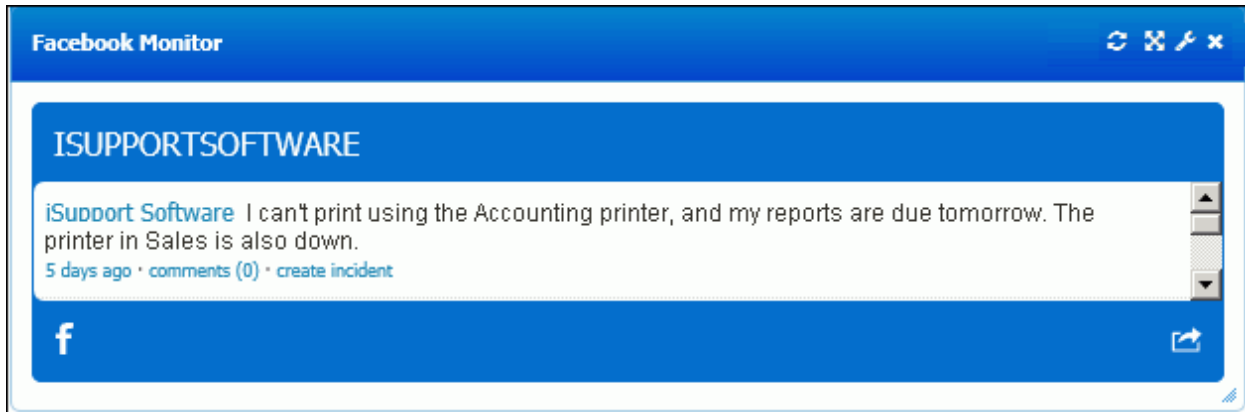 Facebook Monitor
ISUPPORTSOFTWARE
iSupport Software I can't print using the Accounting printer, and my reports are due tomorrow. The
printer in Sales is also down.
5 days ago · comments (0) · create incident
f